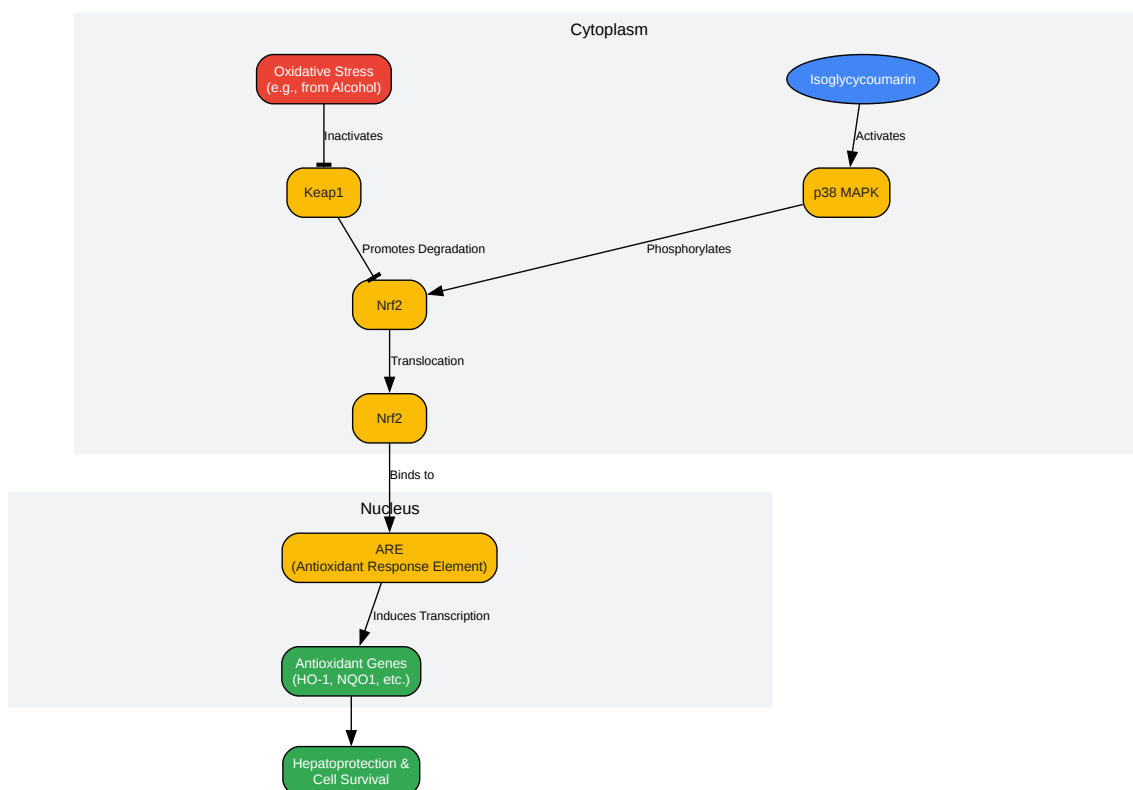 Cytoplasm
Oxidative Stress
(e.g., from Alcohol)
Isoglycycoumarin
Inactivates
Activates
Keap1
p38 MAPK
Promotes Degradation
Phosphorylates
Nrf2
Translocation
Nrf2
Binds to
Nucleus
ARE
(Antioxidant Response Element)
Induces Transcription
Antioxidant Genes
(HO-1, NQO1, etc.)
Hepatoprotection &
Cell Survival